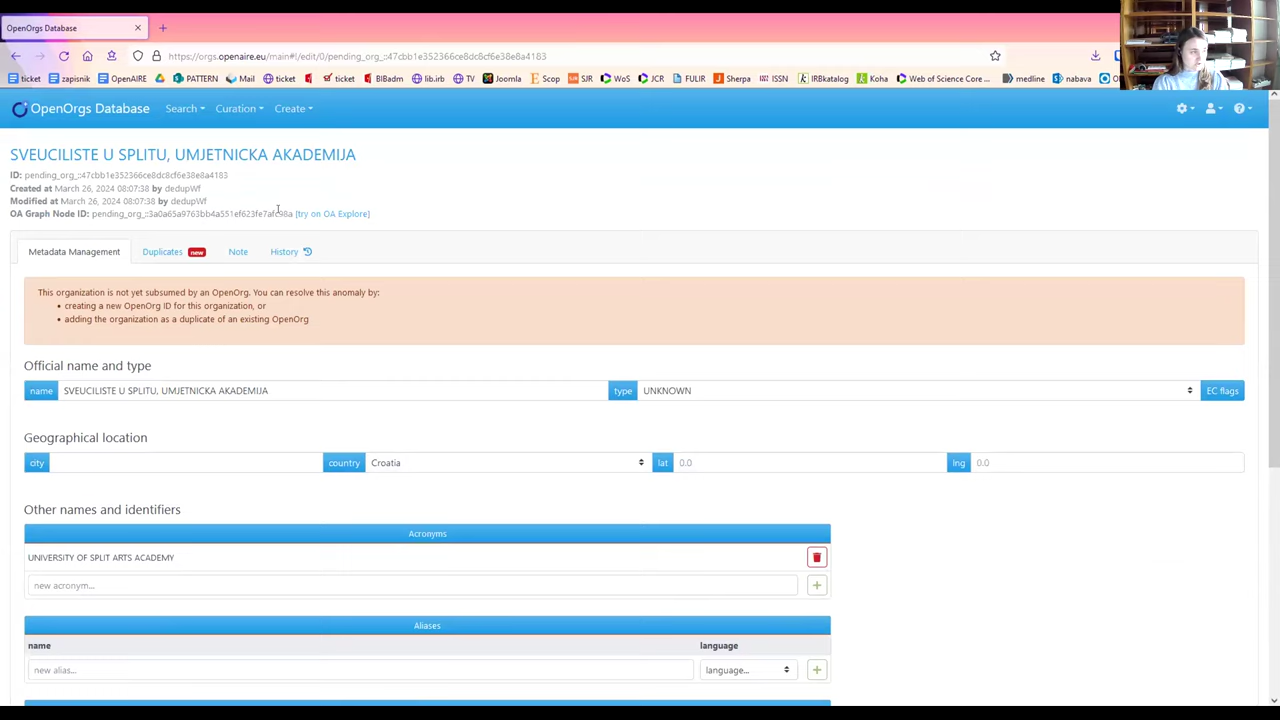 OpenOrgs Database
https://orgs.openaire.eu/main#!/edit/0/pending_org_::47cbb1e352366ce8dc8cf6e38e8a4183
ticket zapisnik OpenAIRE PATTERN Mail ticket ticket BIBadm lib.irb TV Joomla Scop SJR WoS JCR FULIR Sherpa ISSN IRBkatalog Koha Web of Science Core ... medline nabava
OpenOrgs Database Search Curation Create
SVEUCILISTE U SPLITU, UMJETNICKA AKADEMIJA
ID: pending_org_::47cbb1e352366ce8dc8cf6e38e8a4183
Created at March 26, 2024 08:07:38 by dedupWf
Modified at March 26, 2024 08:07:38 by dedupWf
OA Graph Node ID: pending_org_::3a0a65a9763bb4a551ef623fe7afc98a [try on OA Explore]
Metadata Management Duplicates new Note History
This organization is not yet subsumed by an OpenOrg. You can resolve this anomaly by:
• creating a new OpenOrg ID for this organization, or
• adding the organization as a duplicate of an existing OpenOrg
Official name and type
name SVEUCILISTE U SPLITU, UMJETNICKA AKADEMIJA type UNKNOWN EC flags
Geographical location
city country Croatia lat 0.0 lng 0.0
Other names and identifiers
Acronyms
UNIVERSITY OF SPLIT ARTS ACADEMY
new acronym...
Aliases
name language
new alias... language...